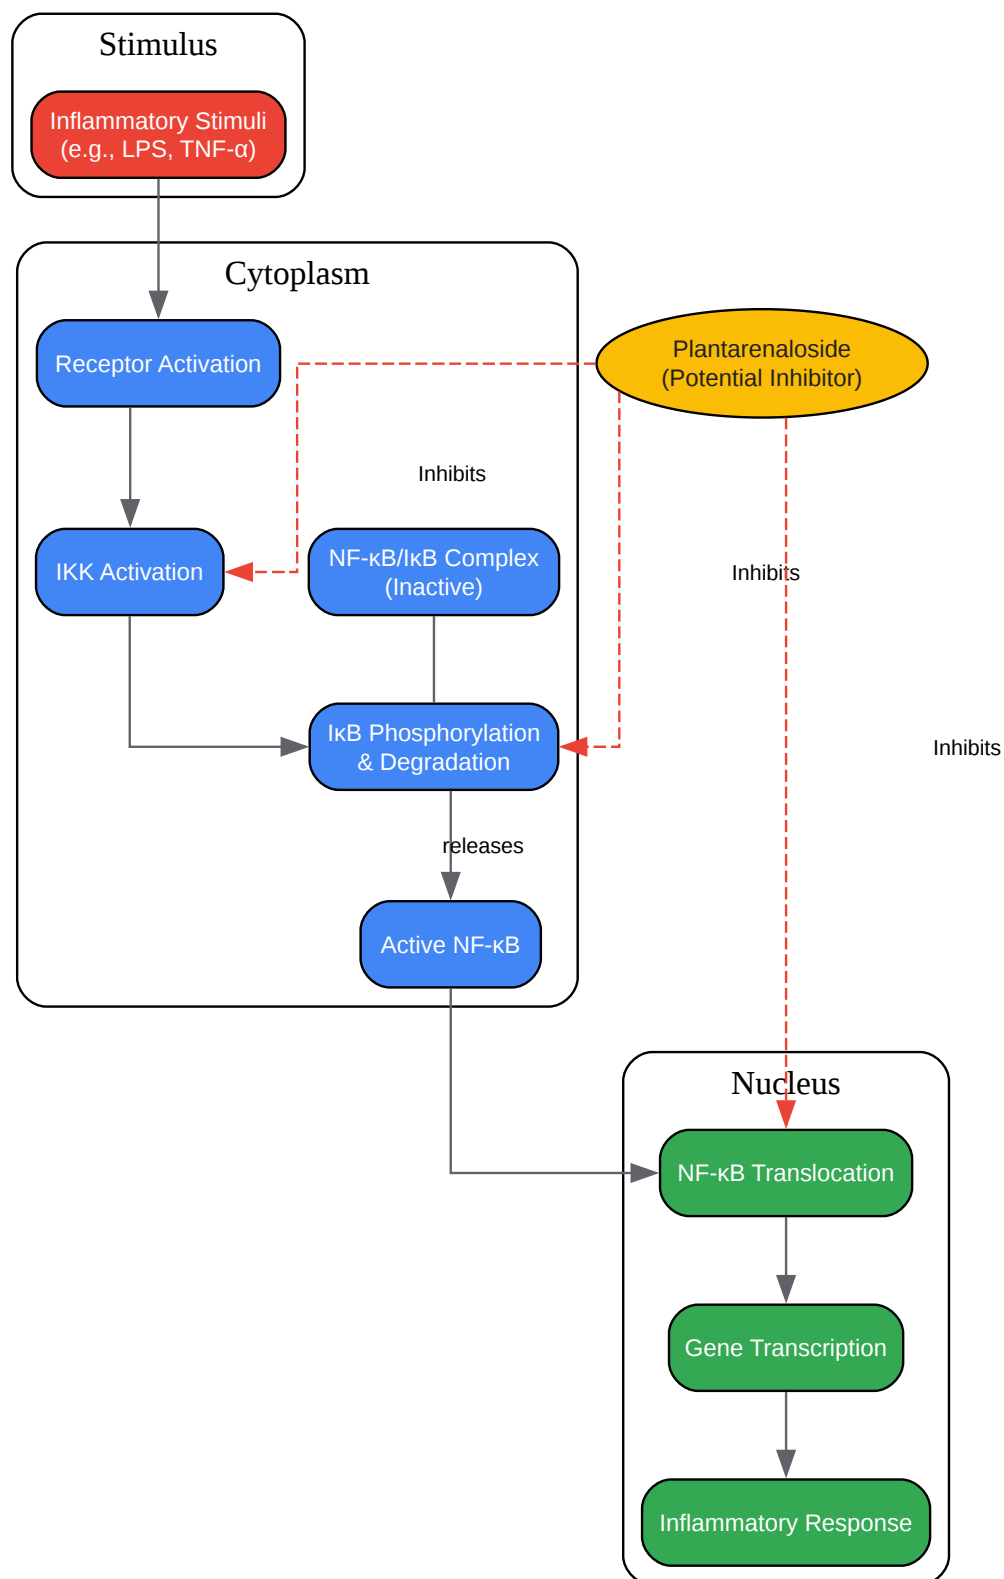 Stimulus
Inflammatory Stimuli
(e.g., LPS, TNF-α)
Cytoplasm
Receptor Activation
Plantarenaloside
(Potential Inhibitor)
Inhibits
IKK Activation
NF-κB/IκB Complex
(Inactive)
Inhibits
IκB Phosphorylation
& Degradation
Inhibits
releases
Active NF-κB
Nucleus
NF-κB Translocation
Gene Transcription
Inflammatory Response